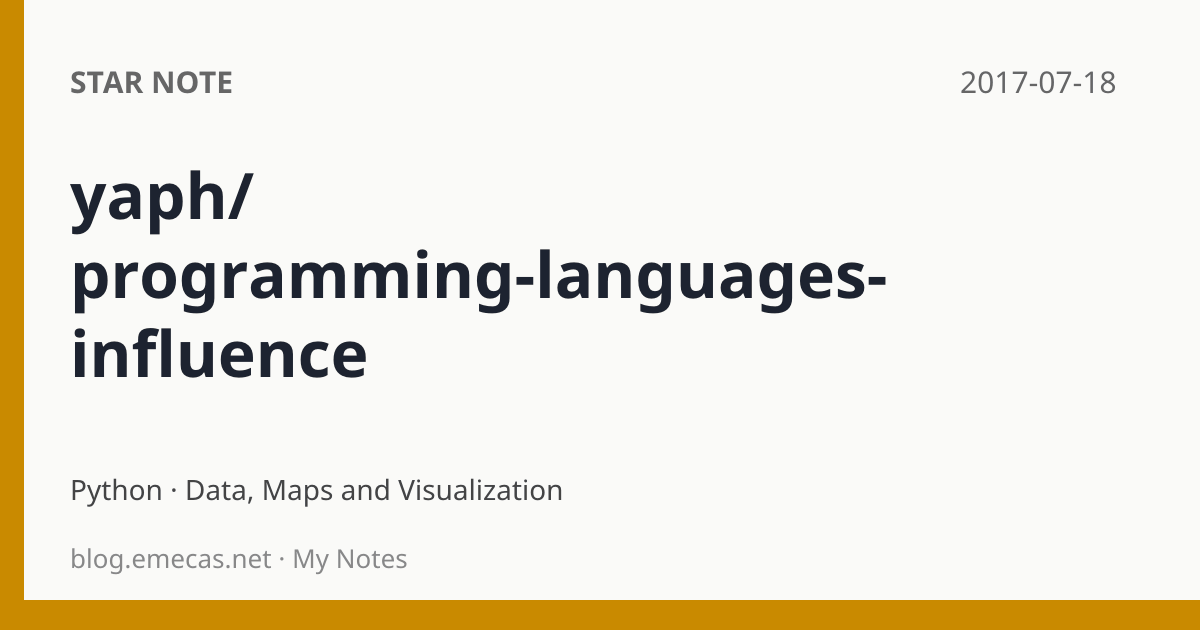 STAR NOTE
2017-07-18
yaph/
programming-languages-
influence
Python · Data, Maps and Visualization
blog.emecas.net · My Notes